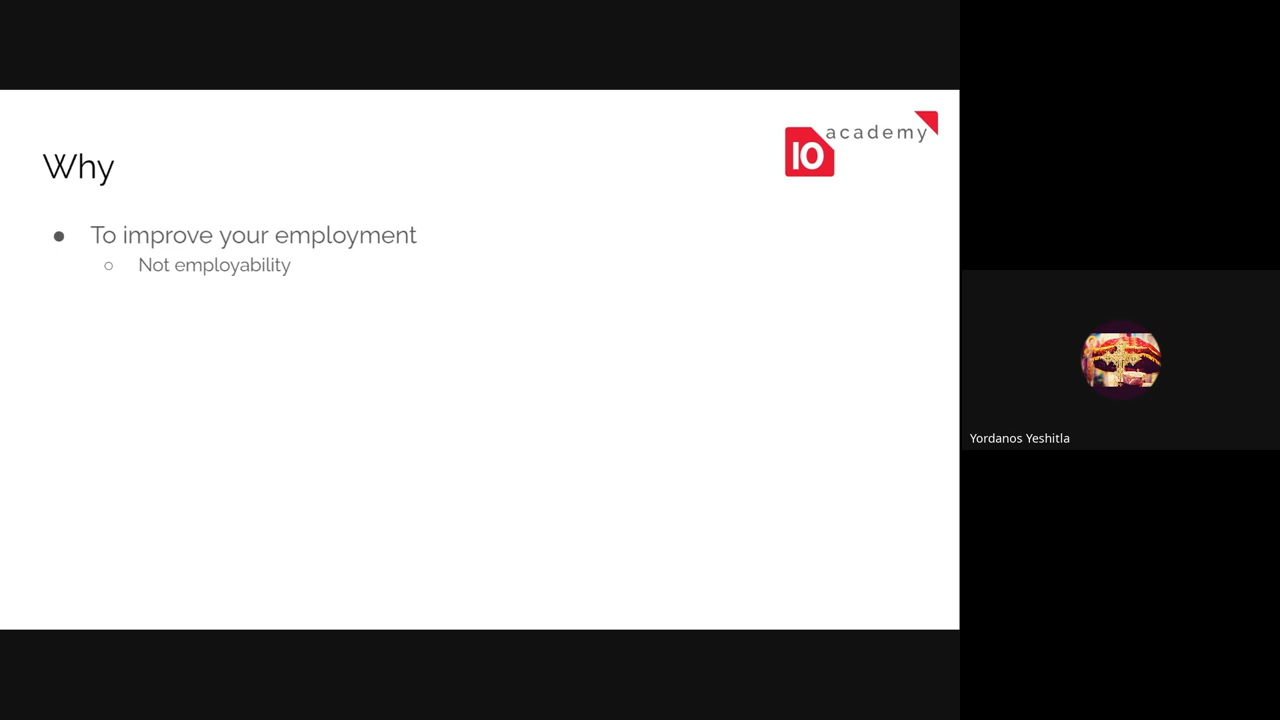 Why
10 academy
● To improve your employment
○ Not employability
Yordanos Yeshitla